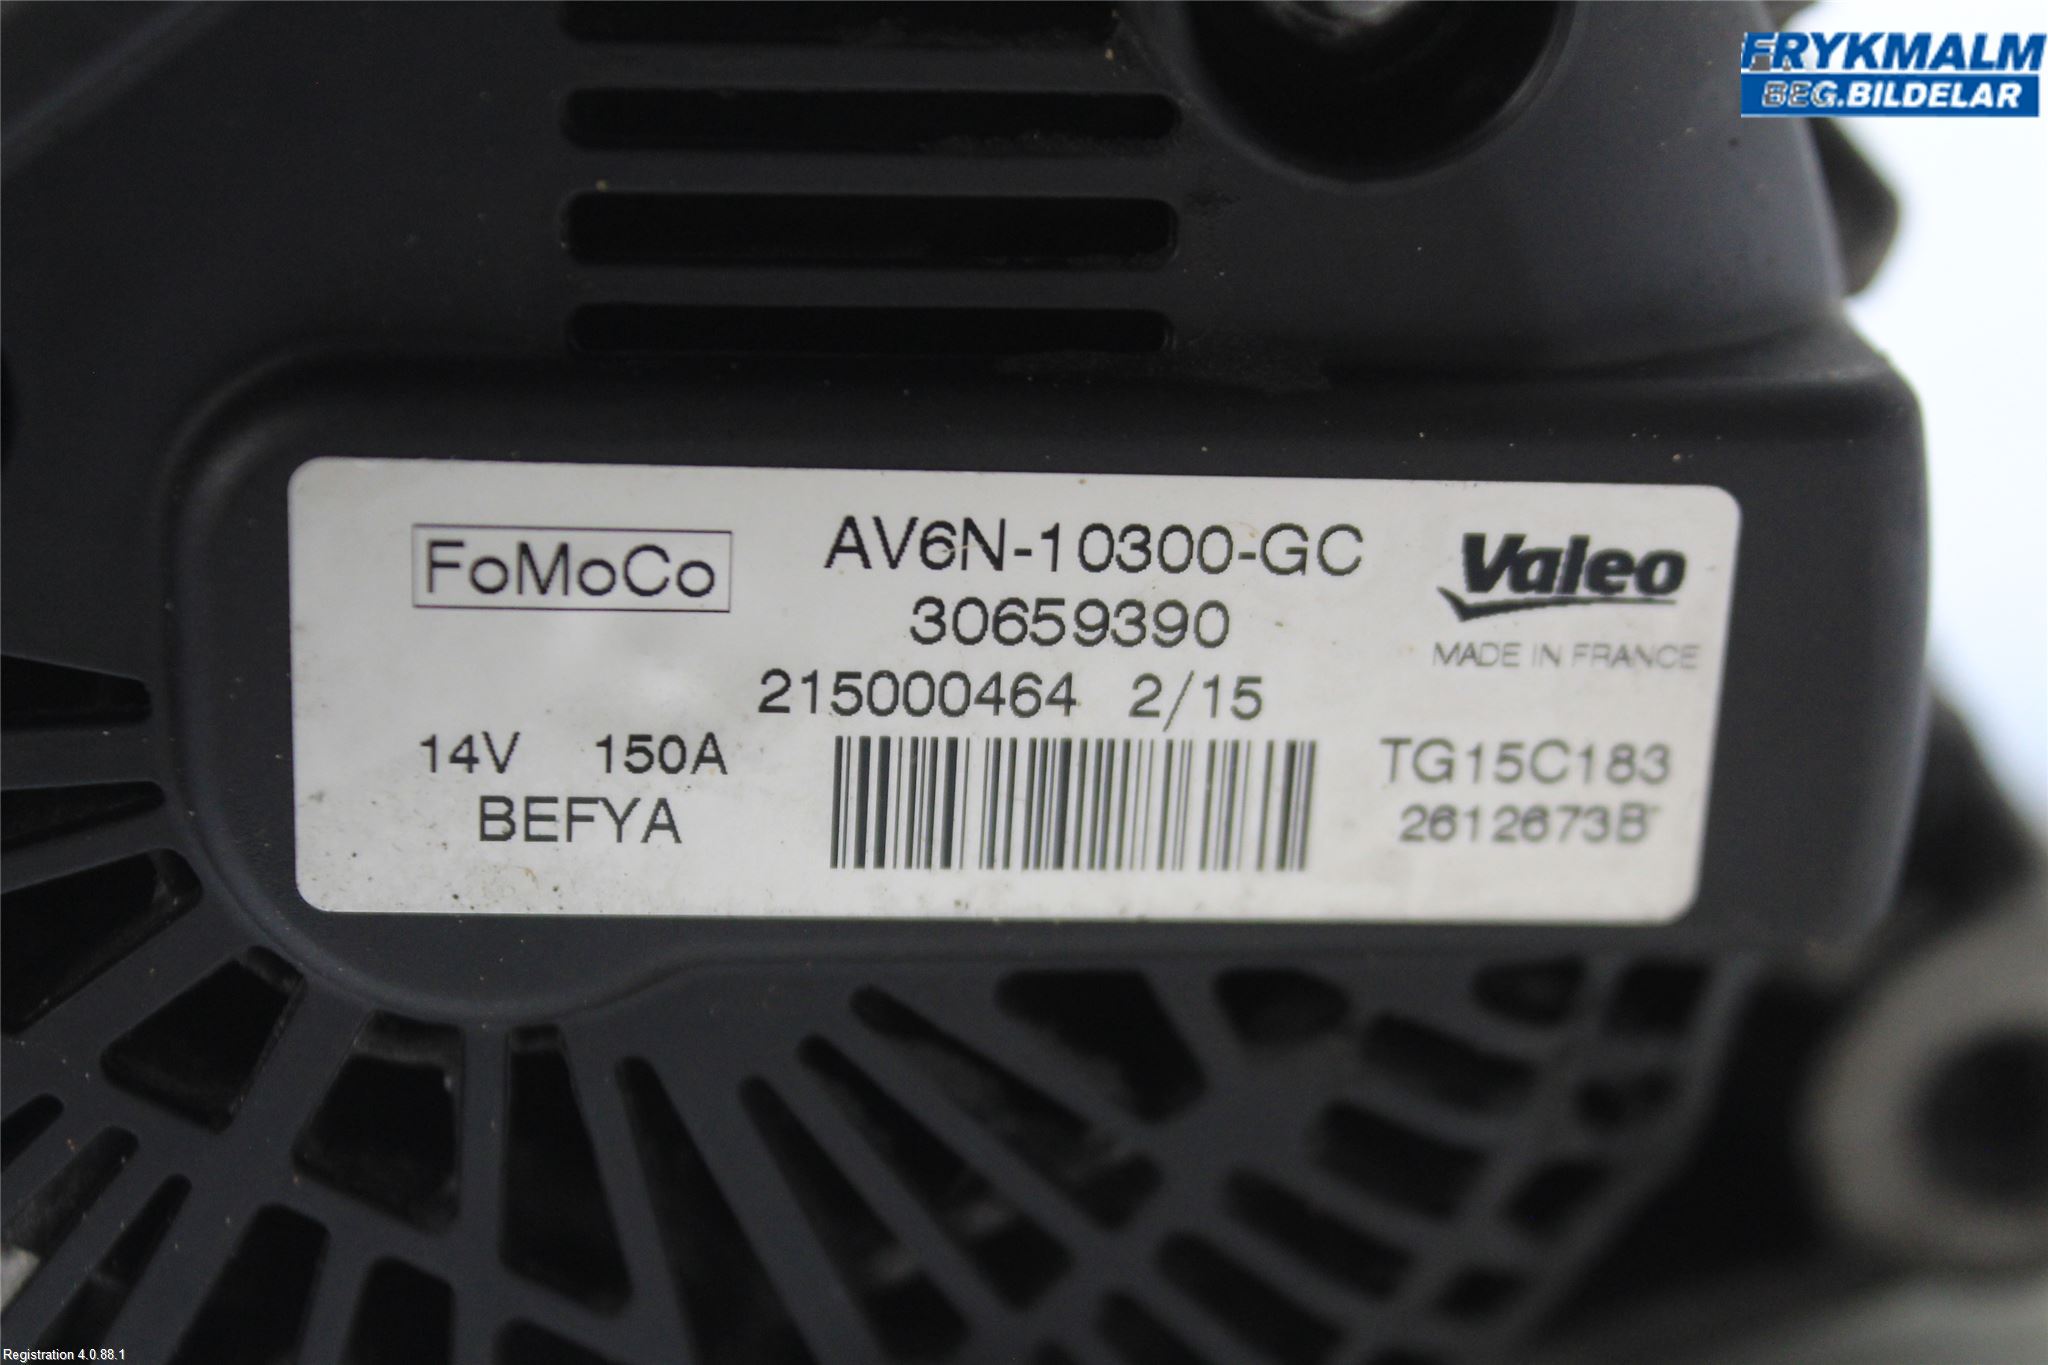 FRYKMALM
BEG.BILDELAR
FoMoCo
AV6N-10300-GC
30659390
215000464 2/15
Valeo
MADE IN FRANCE
14V 150A
BEFYA
TG15C183
2612673B
Registration 4.0.88.1